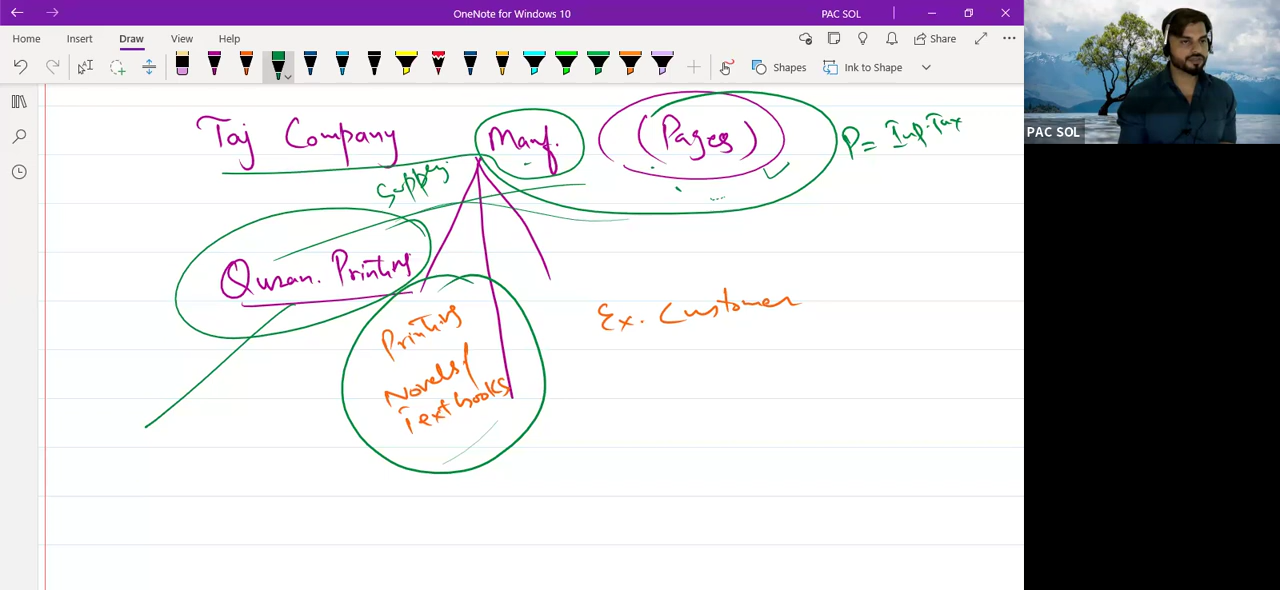 OneNote for Windows 10
PAC SOL
Home Insert Draw View Help
Share
Shapes
Ink to Shape
PAC SOL
Taj Company Manf. (Pages) P= Inp.Tax
Supply
Quran. Printing
Printing
Novels/
Textbooks
Ex. Customer